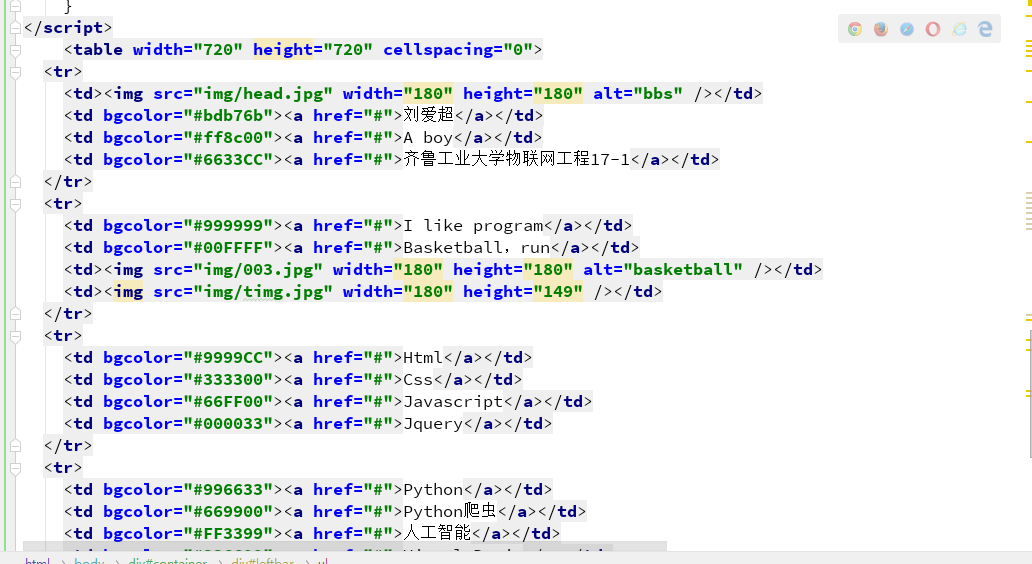 }
</script>
<table width="720" height="720" cellspacing="0">
<tr>
<td><img src="img/head.jpg" width="180" height="180" alt="bbs" /></td>
<td bgcolor="#bdb76b"><a href="#">刘爱超</a></td>
<td bgcolor="#ff8c00"><a href="#">A boy</a></td>
<td bgcolor="#6633CC"><a href="#">齐鲁工业大学物联网工程17-1</a></td>
</tr>
<tr>
<td bgcolor="#999999"><a href="#">I like program</a></td>
<td bgcolor="#00FFFF"><a href="#">Basketball，run</a></td>
<td><img src="img/003.jpg" width="180" height="180" alt="basketball" /></td>
<td><img src="img/timg.jpg" width="180" height="149" /></td>
</tr>
<tr>
<td bgcolor="#9999CC"><a href="#">Html</a></td>
<td bgcolor="#333300"><a href="#">Css</a></td>
<td bgcolor="#66FF00"><a href="#">Javascript</a></td>
<td bgcolor="#000033"><a href="#">Jquery</a></td>
</tr>
<tr>
<td bgcolor="#996633"><a href="#">Python</a></td>
<td bgcolor="#669900"><a href="#">Python爬虫</a></td>
<td bgcolor="#FF3399"><a href="#">人工智能</a></td>
html body div#container div#leftbar ul